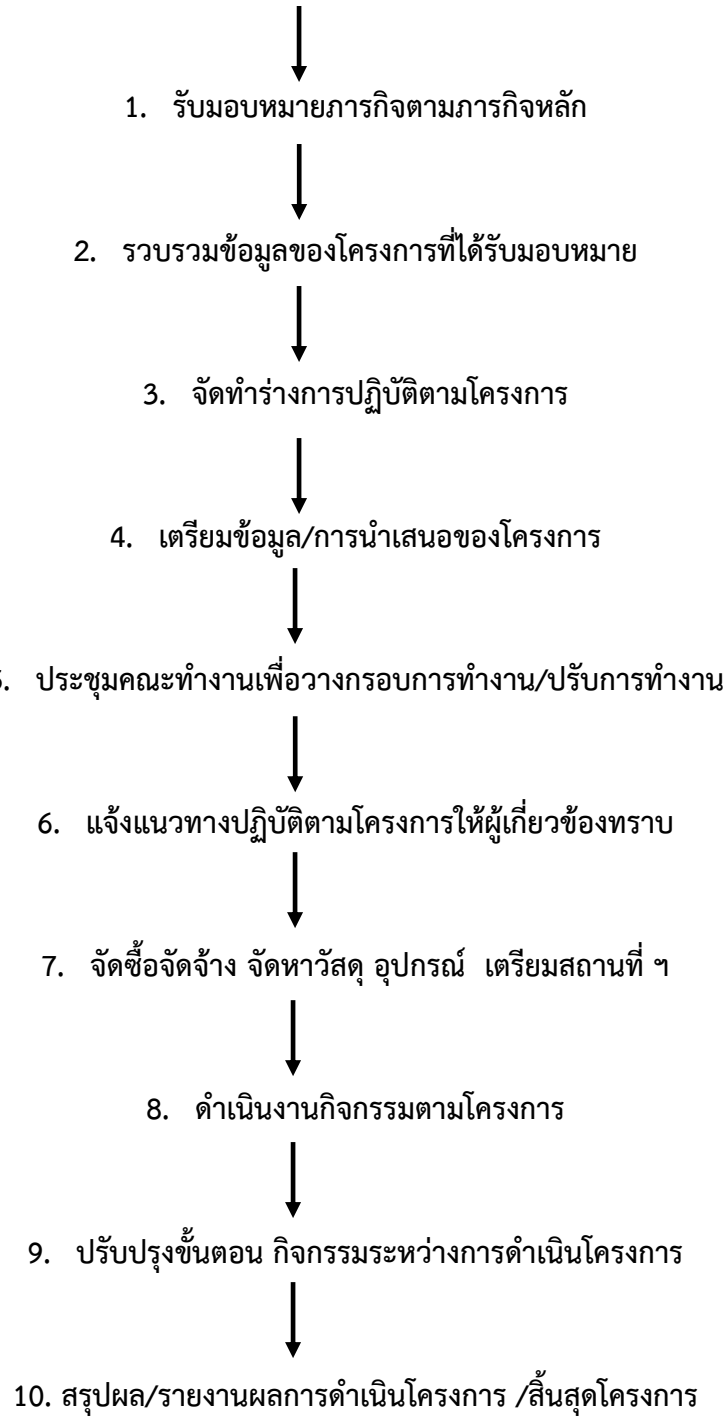 1. รับมอบหมายภารกิจตามภารกิจหลัก
2. รวบรวมข้อมูลของโครงการที่ได้รับมอบหมาย
3. จัดทำร่างการปฏิบัติตามโครงการ
4. เตรียมข้อมูล/การนำเสนอของโครงการ
5. ประชุมคณะทำงานเพื่อวางกรอบการทำงาน/ปรับการทำงาน
6. แจ้งแนวทางปฏิบัติตามโครงการให้ผู้เกี่ยวข้องทราบ
7. จัดซื้อจัดจ้าง จัดหาวัสดุ อุปกรณ์ เตรียมสถานที่ ฯ
8. ดำเนินงานกิจกรรมตามโครงการ
9. ปรับปรุงขั้นตอน กิจกรรมระหว่างการดำเนินโครงการ
10. สรุปผล/รายงานผลการดำเนินโครงการ /สิ้นสุดโครงการ